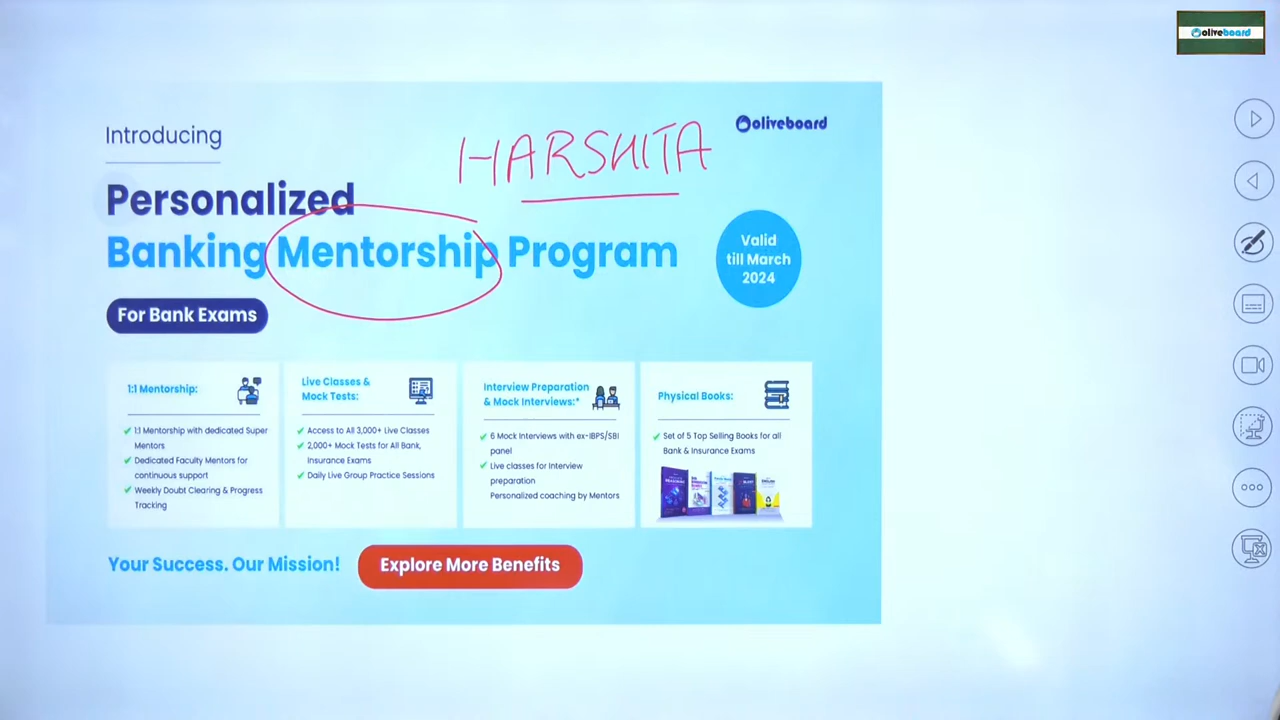 oliveboard
Introducing
HARSHITA
oliveboard
Personalized
Banking Mentorship Program
Valid
till March
2024
For Bank Exams
1:1 Mentorship:
✔ 1:1 Mentorship with dedicated Super
Mentors
✔ Dedicated Faculty Mentors for
continuous support
✔ Weekly Doubt Clearing & Progress
Tracking
Live Classes &
Mock Tests:
✔ Access to All 3,000+ Live Classes
✔ 2,000+ Mock Tests for All Bank,
Insurance Exams
✔ Daily Live Group Practice Sessions
Interview Preparation
& Mock Interviews:*
✔ 6 Mock Interviews with ex-IBPS/SBI
panel
✔ Live classes for Interview
preparation
Personalized coaching by Mentors
Physical Books:
✔ Set of 5 Top Selling Books for all
Bank & Insurance Exams
Your Success. Our Mission!
Explore More Benefits